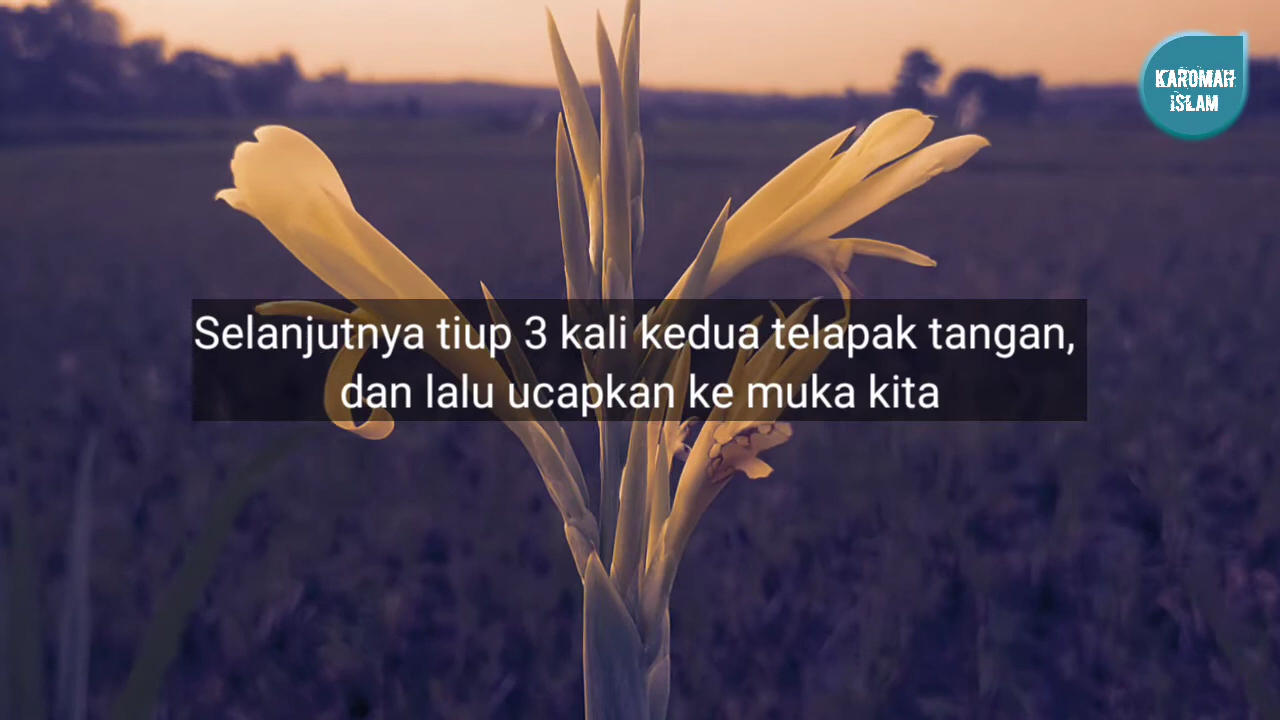 KAROMAH
ISLAM
Selanjutnya tiup 3 kali kedua telapak tangan,
dan lalu ucapkan ke muka kita